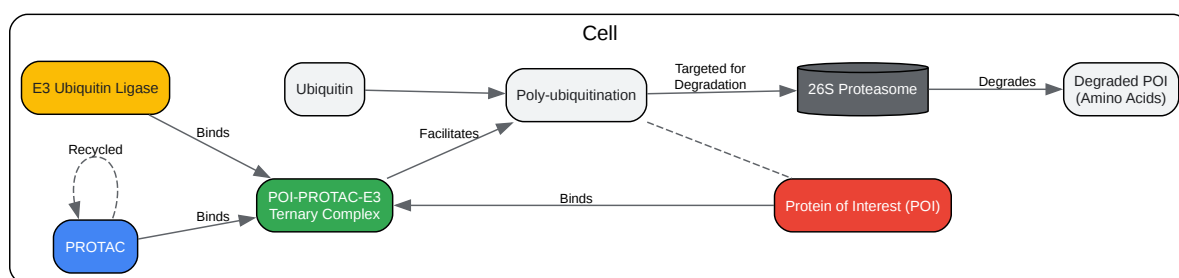 Cell
E3 Ubiquitin Ligase
Ubiquitin
Poly-ubiquitination
Targeted for
Degradation
26S Proteasome
Degrades
Degraded POI
(Amino Acids)
Binds
Facilitates
Recycled
POI-PROTAC-E3
Ternary Complex
Binds
Protein of Interest (POI)
Binds
PROTAC